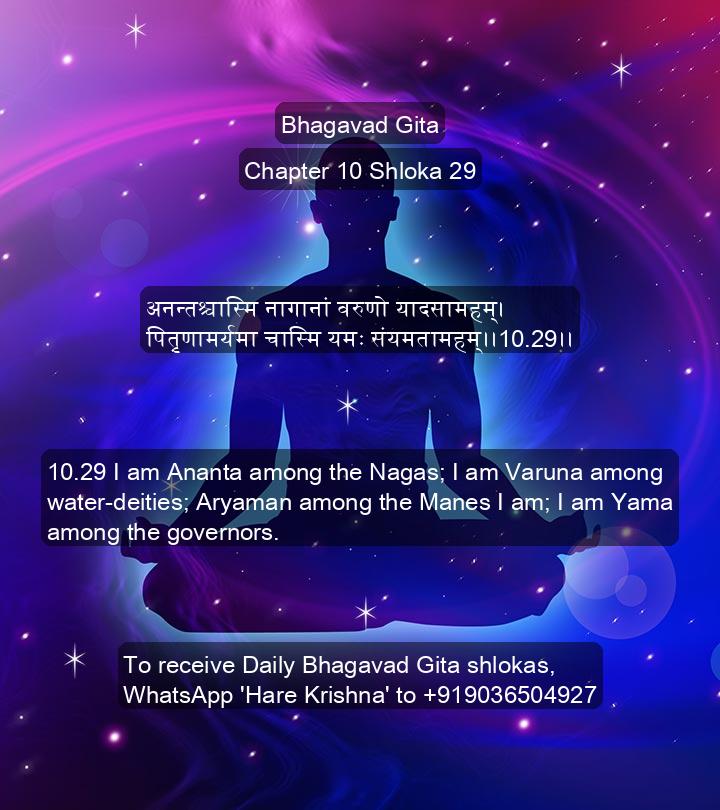 Bhagavad Gita
Chapter 10 Shloka 29
अनन्तश्चास्मि नागानां वरुणो यादसामहम्।
पितृणामर्यमा चास्मि यमः संयमतामहम्।।10.29।।
10.29 I am Ananta among the Nagas; I am Varuna among
water-deities; Aryaman among the Manes I am; I am Yama
among the governors.
To receive Daily Bhagavad Gita shlokas,
WhatsApp 'Hare Krishna' to +919036504927